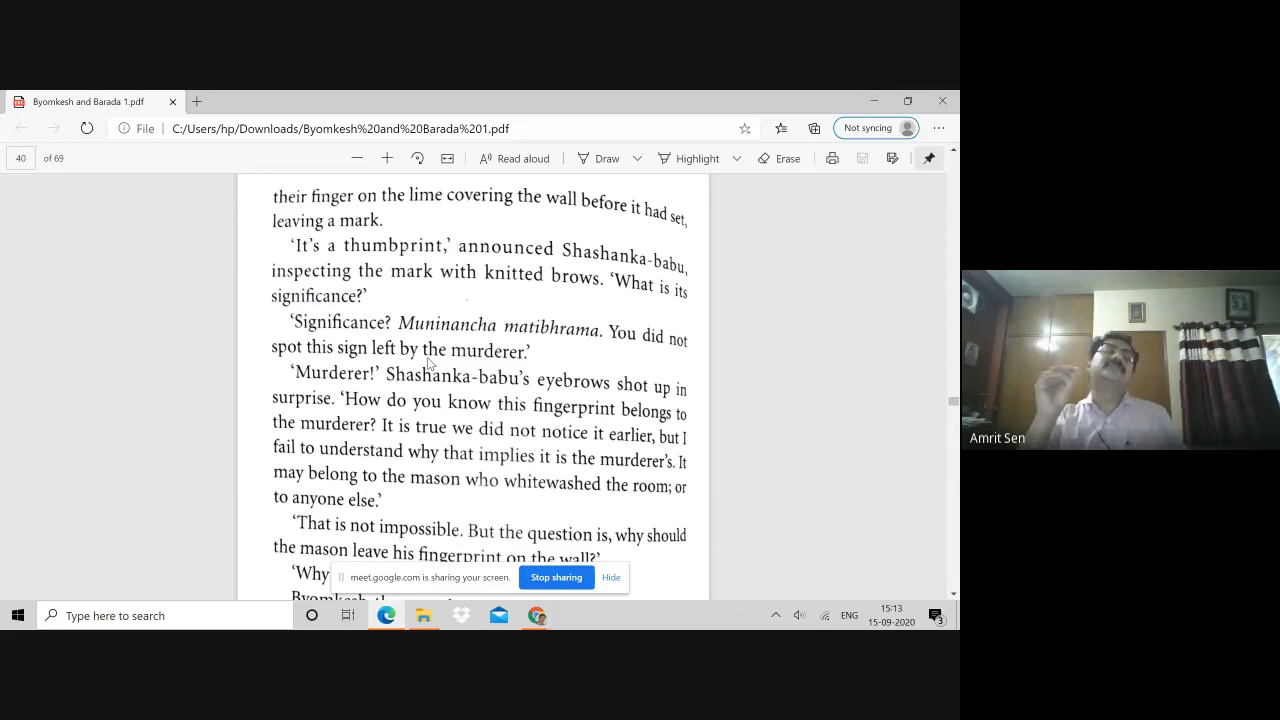 Byomkesh and Barada 1.pdf
File
C:/Users/hp/Downloads/Byomkesh%20and%20Barada%201.pdf
Not syncing
40 of 69
Read aloud
Draw
Highlight
Erase
their finger on the lime covering the wall before it had set,
leaving a mark.
‘It’s a thumbprint,’ announced Shashanka-babu,
inspecting the mark with knitted brows. ‘What is its
significance?’
‘Significance? Muninancha matibhrama. You did not
spot this sign left by the murderer.’
‘Murderer!’ Shashanka-babu’s eyebrows shot up in
surprise. ‘How do you know this fingerprint belongs to
the murderer? It is true we did not notice it earlier, but I
fail to understand why that implies it is the murderer’s. It
may belong to the mason who whitewashed the room; or
to anyone else.’
‘That is not impossible. But the question is, why should
the mason leave his fingerprint on the wall?’
‘Why
Byomkesh
meet.google.com is sharing your screen.
Stop sharing
Hide
Amrit Sen
Type here to search
ENG
15:13
15-09-2020
3